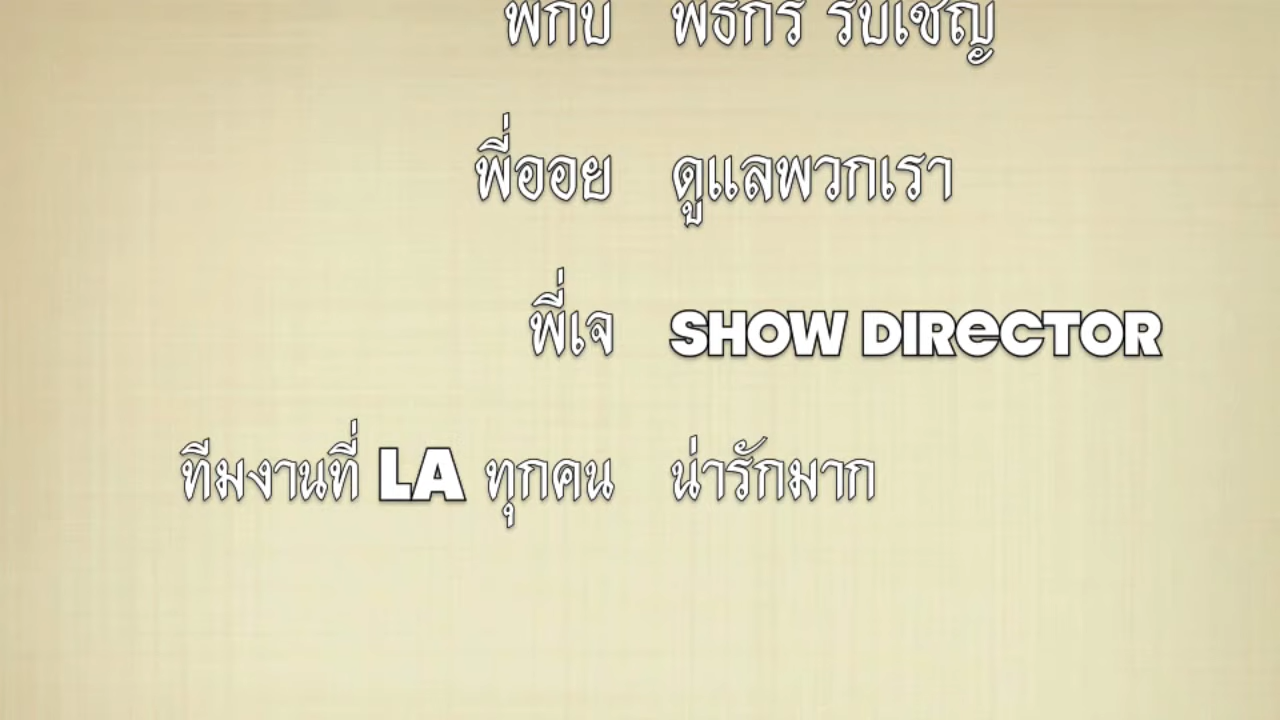 พี่ออย ดูแลพวกเรา
พี่เจ SHOW DIRECTOR
ทีมงานที่ LA ทุกคน น่ารักมาก